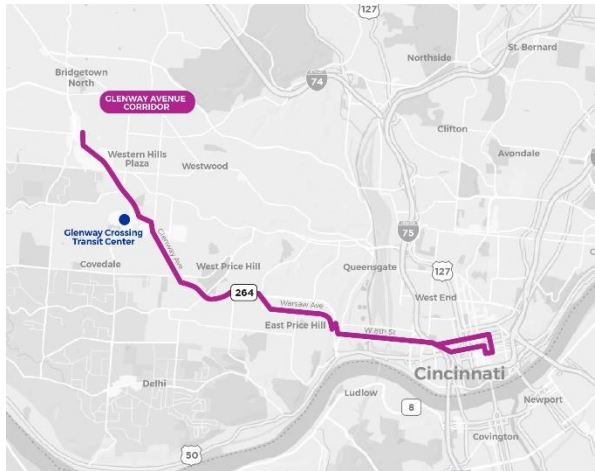 127
St. Bernard
Northside
74
Bridgetown
North
GLENWAY AVENUE
CORRIDOR
Clifton
Avondale
Western Hills
Plaza
Westwood
Glenway Crossing
Transit Center
75
Glenway Ave
Covedale
West Price Hill
Queensgate
127
264
West End
Warsaw Ave
East Price Hill
W 8th St
Cincinnati
Delhi
Ludlow
8
Newport
Covington
50